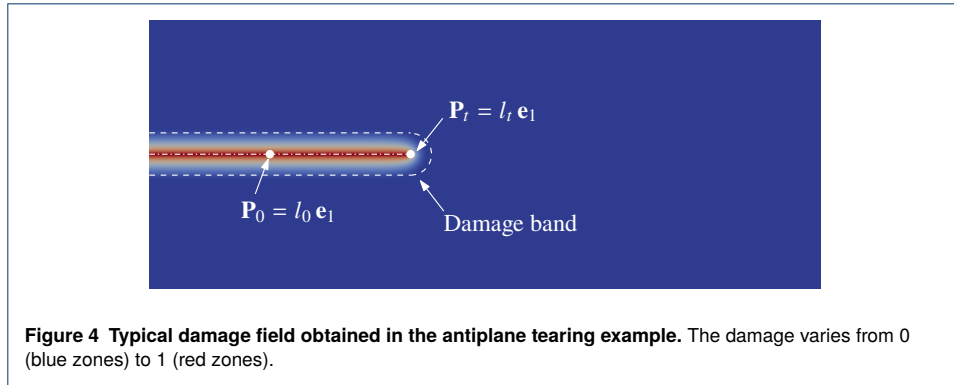 P_t = l_t e_1
P_0 = l_0 e_1
Damage band
Figure 4 Typical damage field obtained in the antiplane tearing example. The damage varies from 0
(blue zones) to 1 (red zones).